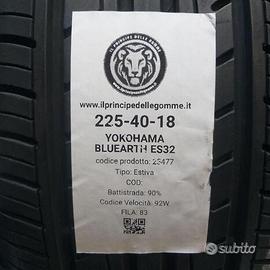 IL PRINCIPE DELLE GOMME
www.ilprincipedellegomme.it
225-40-18
YOKOHAMA
BLUEARTH ES32
codice prodotto: 25477
Tipo: Estiva
COD:
Battistrada: 90%
Codice Velocità: 92W
FILA: 83
subito